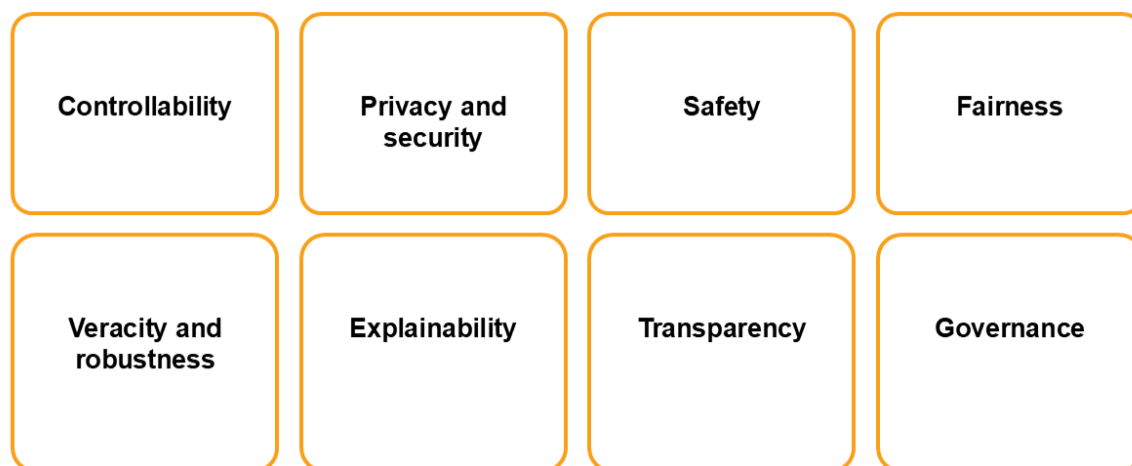 Controllability
Privacy and
security
Safety
Fairness
Veracity and
robustness
Explainability
Transparency
Governance